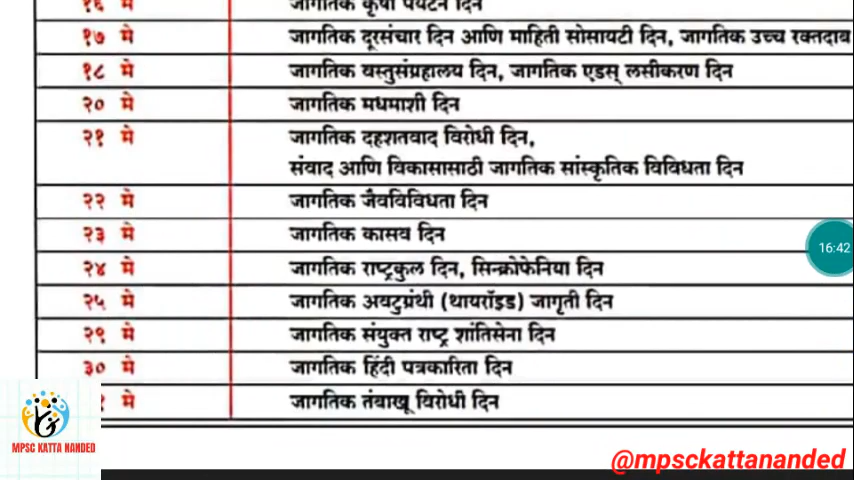 १६ मे जागतिक कृषी पर्यटन दिन
१७ मे जागतिक दूरसंचार दिन आणि माहिती सोसायटी दिन, जागतिक उच्च रक्तदाब
१८ मे जागतिक वस्तुसंग्रहालय दिन, जागतिक एडस् लसीकरण दिन
२० मे जागतिक मधमाशी दिन
२१ मे जागतिक दहशतवाद विरोधी दिन,
संवाद आणि विकासासाठी जागतिक सांस्कृतिक विविधता दिन
२२ मे जागतिक जैवविविधता दिन
२३ मे जागतिक कासव दिन
16:42
२४ मे जागतिक राष्ट्रकुल दिन, सिन्क्रोफेनिया दिन
२५ मे जागतिक अवटुग्रंथी (थायरॉइड) जागृती दिन
२९ मे जागतिक संयुक्त राष्ट्र शांतिसेना दिन
३० मे जागतिक हिंदी पत्रकारिता दिन
१ मे जागतिक तंबाखू विरोधी दिन
MPSC KATTA NANDED
@mpsckattananded